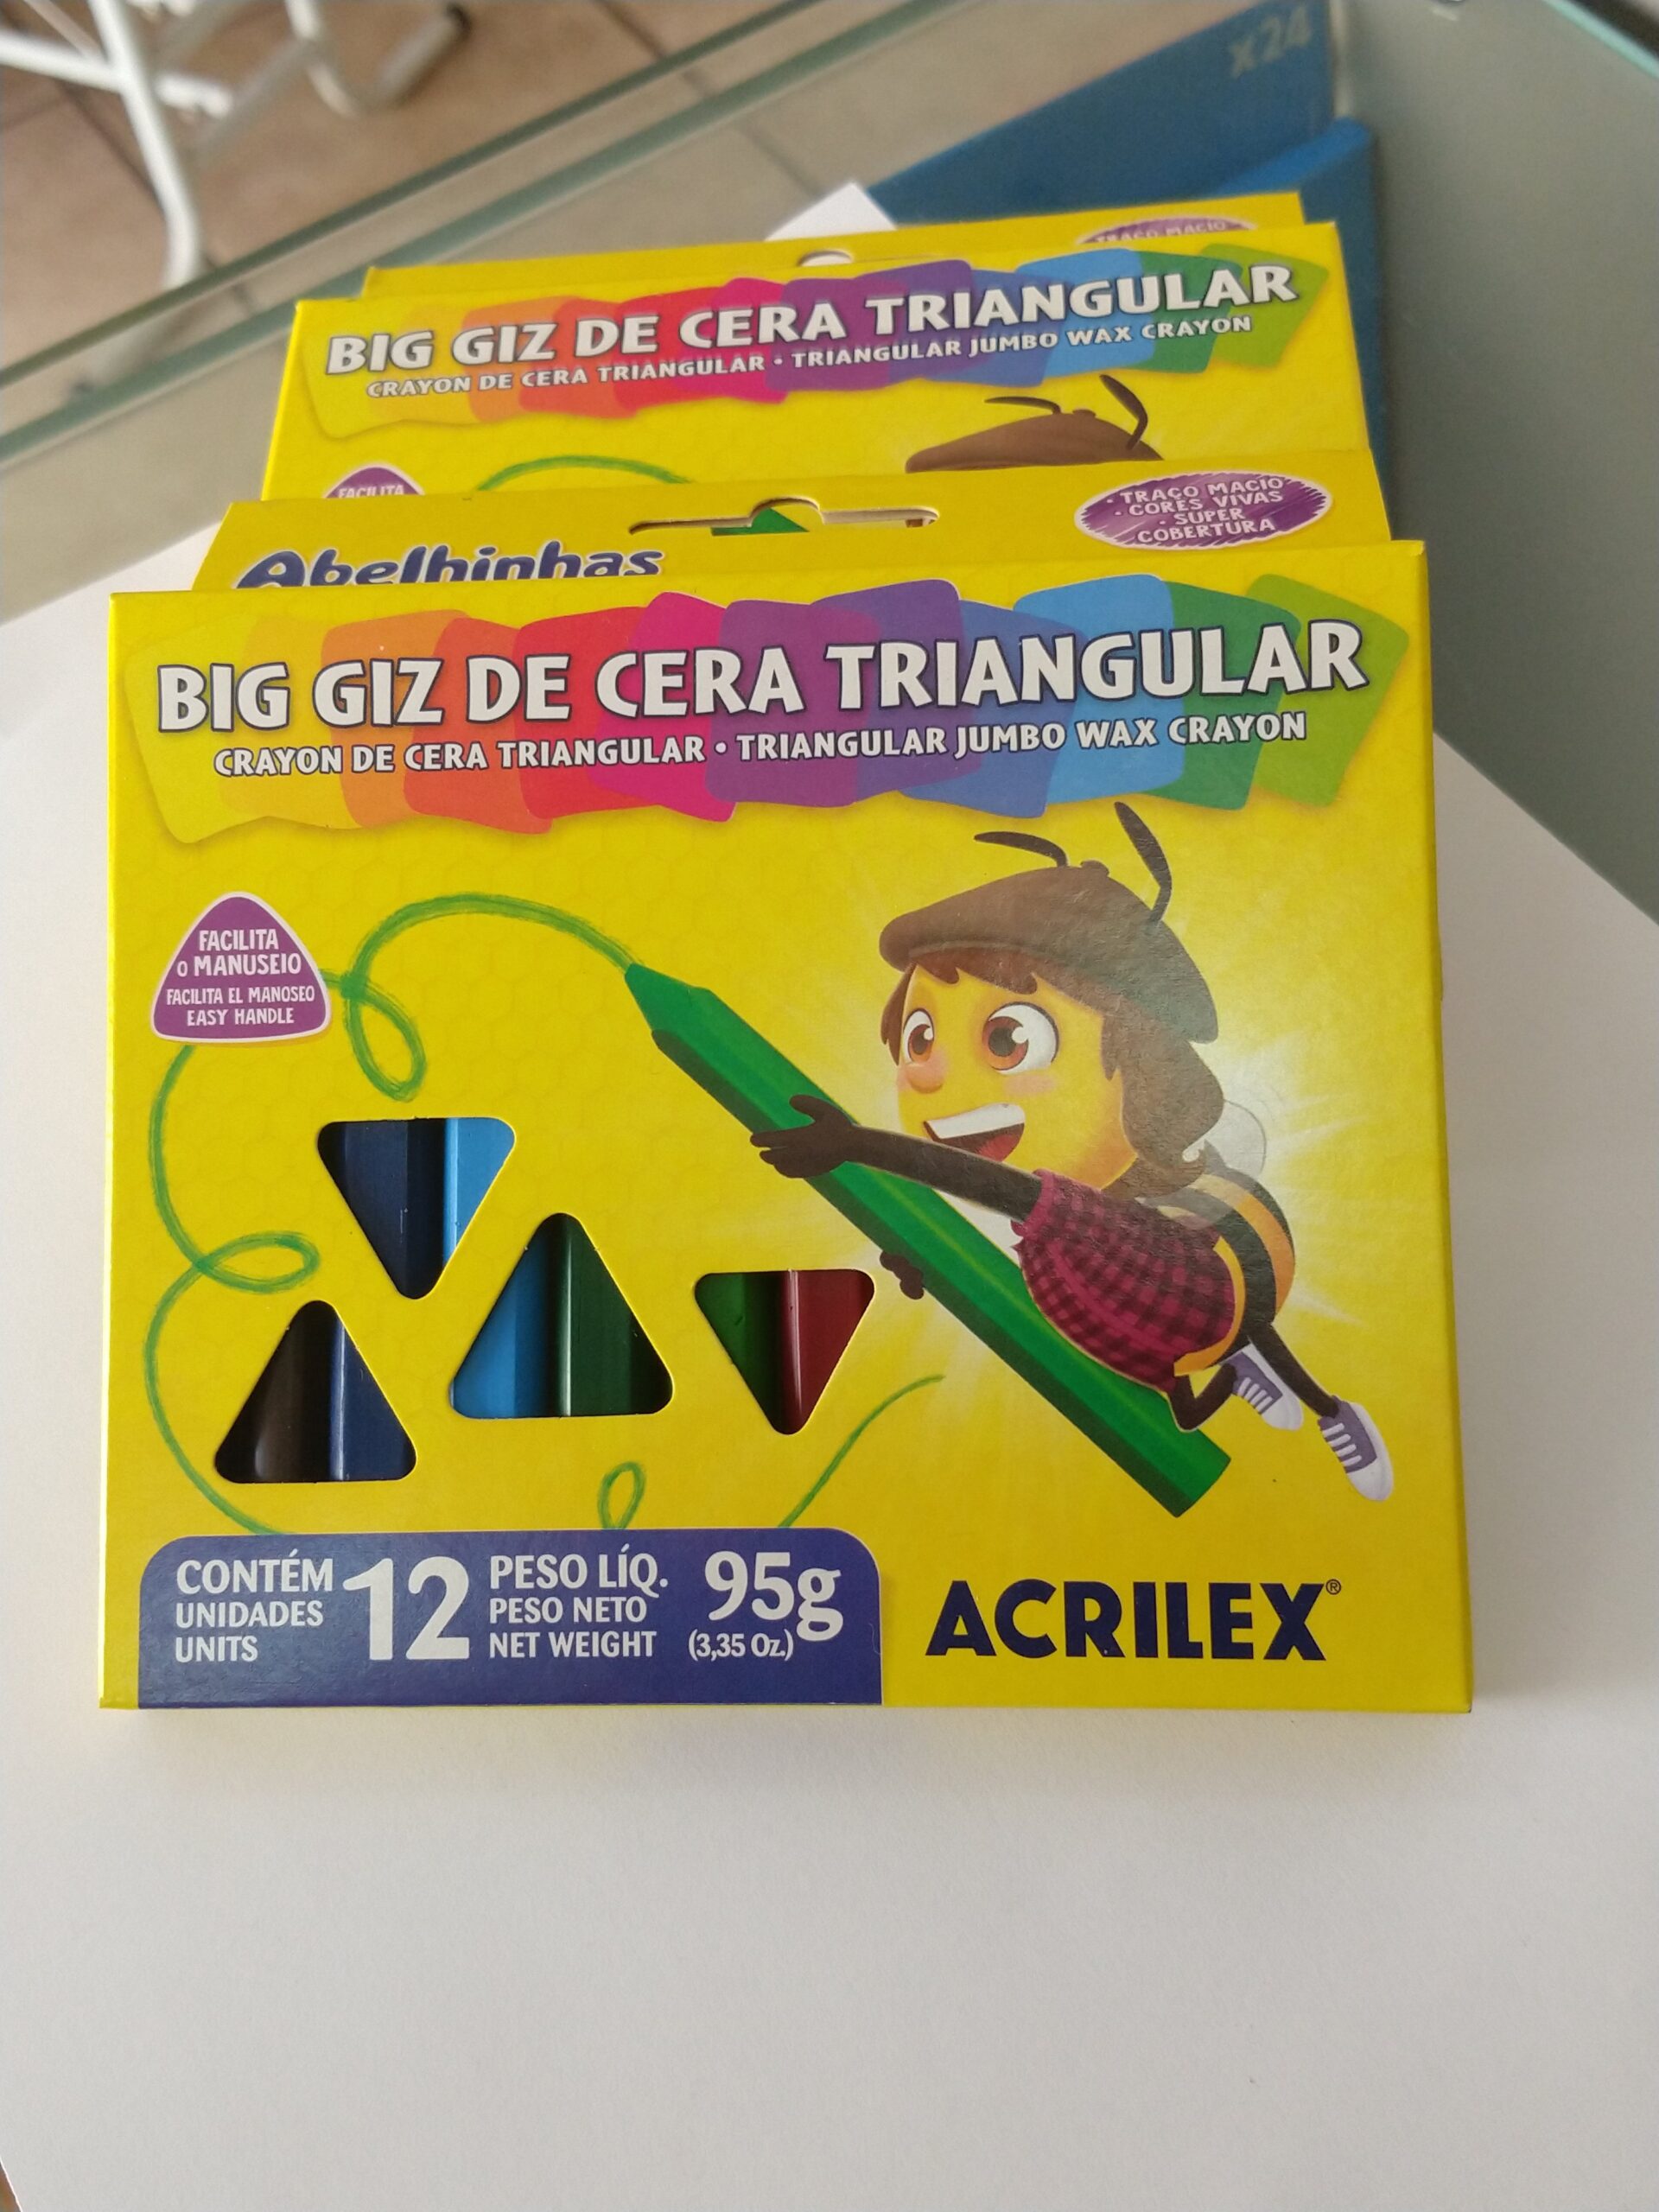 x24
TRAÇO MACIO
BIG GIZ DE CERA TRIANGULAR
CRAYON DE CERA TRIANGULAR • TRIANGULAR JUMBO WAX CRAYON
FACILITA
Abelhinhas
• TRAÇO MACIO
• CORES VIVAS
• SUPER
COBERTURA
BIG GIZ DE CERA TRIANGULAR
CRAYON DE CERA TRIANGULAR • TRIANGULAR JUMBO WAX CRAYON
FACILITA
O MANUSEIO
FACILITA EL MANOSEO
EASY HANDLE
CONTÉM
UNIDADES
UNITS
12
PESO LÍQ.
PESO NETO
NET WEIGHT
95g
(3,35 Oz.)
ACRILEX®